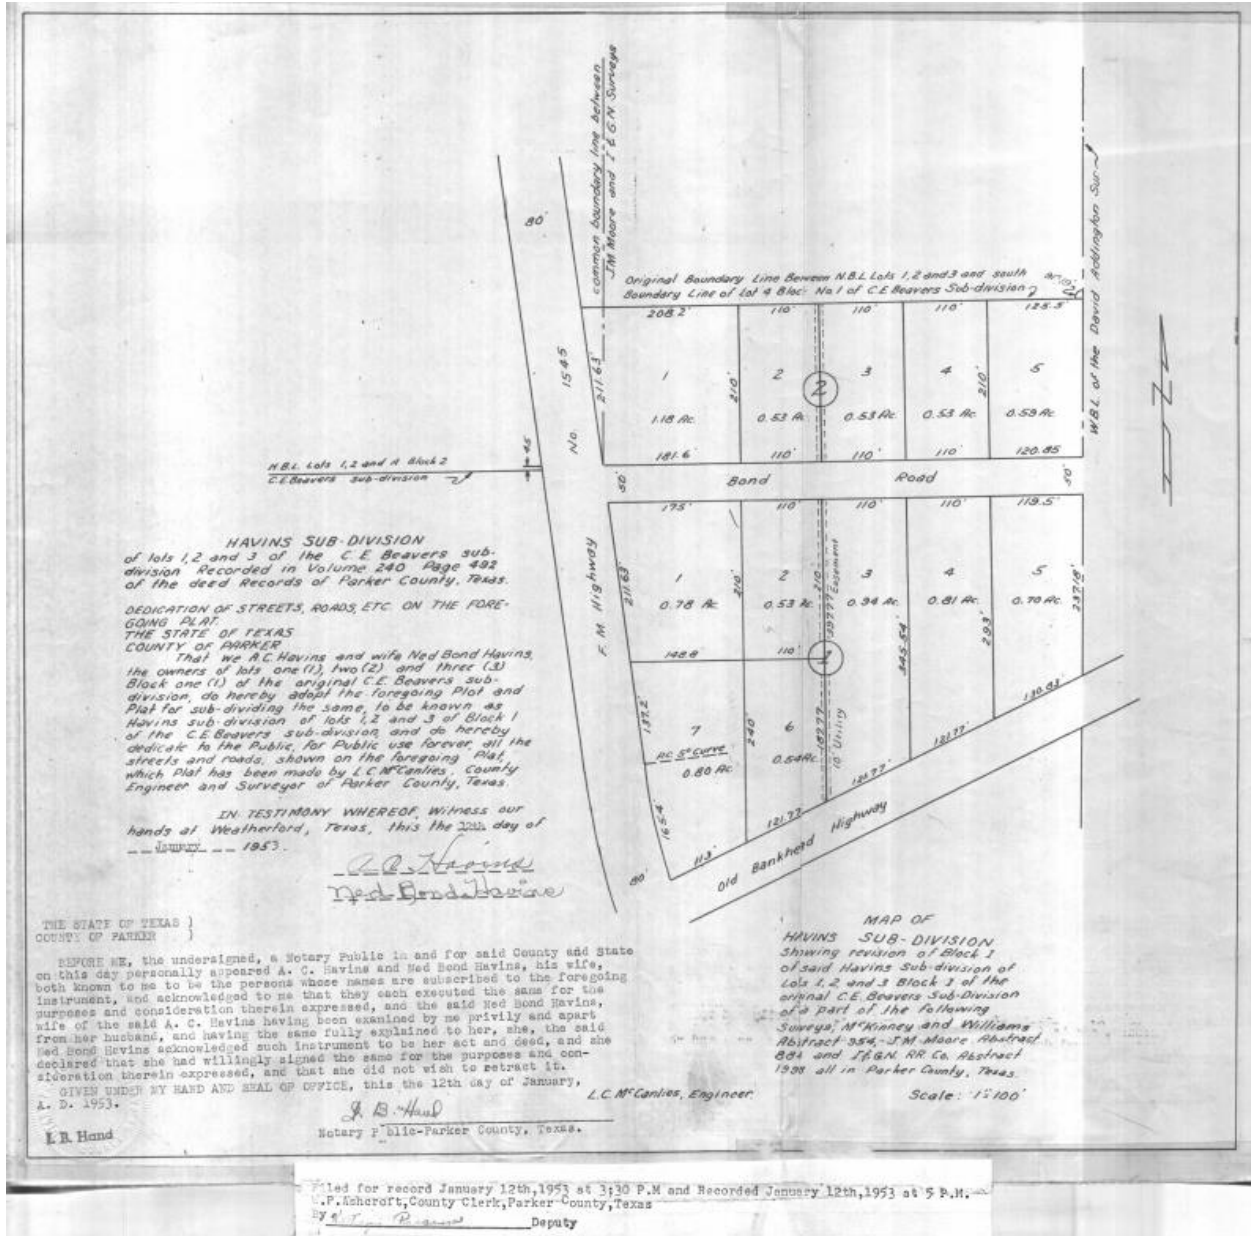 common boundary line between
J.M Moore and I & G.N Surveys
80'
W.B.L of the David Addington Sur.
Original Boundary Line Between N.B.L Lots 1,2 and 3 and south
Boundary Line of Lot 4 Bloc No 1 of C.E Beavers Sub-division
208.2'
110'
110'
110'
125.5'
No. 1545
211.63'
1
2
3
4
5
210'
2
210'
1.18 Ac.
0.53 Ac.
0.53 Ac.
0.53 Ac.
0.59 Ac.
181.6'
110'
110'
110'
120.85
45
N.B.L Lots 1,2 and A Block 2
C.E Beavers sub-division
50'
Bond Road
50'
175'
110'
110'
110'
119.5'
F.M. Highway
211.63'
1
2
3
4
5
210'
210'
0.78 Ac
0.53 Ac
0.94 Ac.
0.81 Ac.
0.70 Ac.
397.77
Easement
345.54'
293'
237.18'
148.8
110'
1
137.2'
7
240'
6
187.77
10' Utility
P.C. 5° Curve
0.80 Ac
0.54 Ac
165.4'
113'
121.77
121.77'
121.77'
130.83'
80'
Old Bankhead Highway
HAVINS SUB-DIVISION
of lots 1,2 and 3 of the C.E Beavers sub-
division Recorded in Volume 240 Page 492
of the deed Records of Parker County, Texas.
DEDICATION OF STREETS, ROADS, ETC. ON THE FORE-
GOING PLAT.
THE STATE OF TEXAS
COUNTY OF PARKER
That we A.C. Havins and wife Ned Bond Havins,
the owners of lots one (1), two (2) and three (3)
Block one (1) of the original C.E. Beavers sub-
division, do hereby adopt the foregoing Plot and
Plat for sub-dividing the same, to be known as
Havins sub-division of lots 1,2 and 3 of Block 1
of the C.E Beavers sub-division, and do hereby
dedicate to the Public, for Public use forever, all the
streets and roads, shown on the foregoing Plat,
which Plat has been made by L.C McCanlies, County
Engineer and Surveyor of Parker County, Texas.
IN TESTIMONY WHEREOF, Witness our
hands at Weatherford, Texas, this the 12th day of
January 1953.
A.C. Havins
Ned Bond Havins
THE STATE OF TEXAS )
COUNTY OF PARKER )
BEFORE ME, the undersigned, a Notary Public in and for said County and State
on this day personally appeared A. C. Havins and Ned Bond Havins, his wife,
both known to me to be the persons whose names are subscribed to the foregoing
instrument, and acknowledged to me that they each executed the same for the
purposes and consideration therein expressed, and the said Ned Bond Havins,
wife of the said A. C. Havins having been examined by me privily and apart
from her husband, and having the same fully explained to her, she, the said
Ned Bond Havins acknowledged such instrument to be her act and deed, and she
declared that she had willingly signed the same for the purposes and con-
sideration therein expressed, and that she did not wish to retract it.
GIVEN UNDER MY HAND AND SEAL OF OFFICE, this the 12th day of January,
A. D. 1953.
J. B. Hand
Notary P blic-Parker County, Texas.
J. B. Hand
MAP OF
HAVINS SUB-DIVISION
Showing revision of Block 1
of said Havins Sub-division of
Lots 1,2 and 3 Block 1 of the
original C.E. Beavers Sub-Division
of a part of the following
Surveys; McKinney and Williams
Abstract 954, J.M. Moore Abstract
884 and I & G.N. RR Co. Abstract
1998 all in Parker County, Texas.
L.C. McCanlies, Engineer.
Scale: 1"=100'
Filed for record January 12th,1953 at 3:30 P.M and Recorded January 12th,1953 at 5 P.M.
.P.Ashcroft,County Clerk,Parker County,Texas
By Deputy